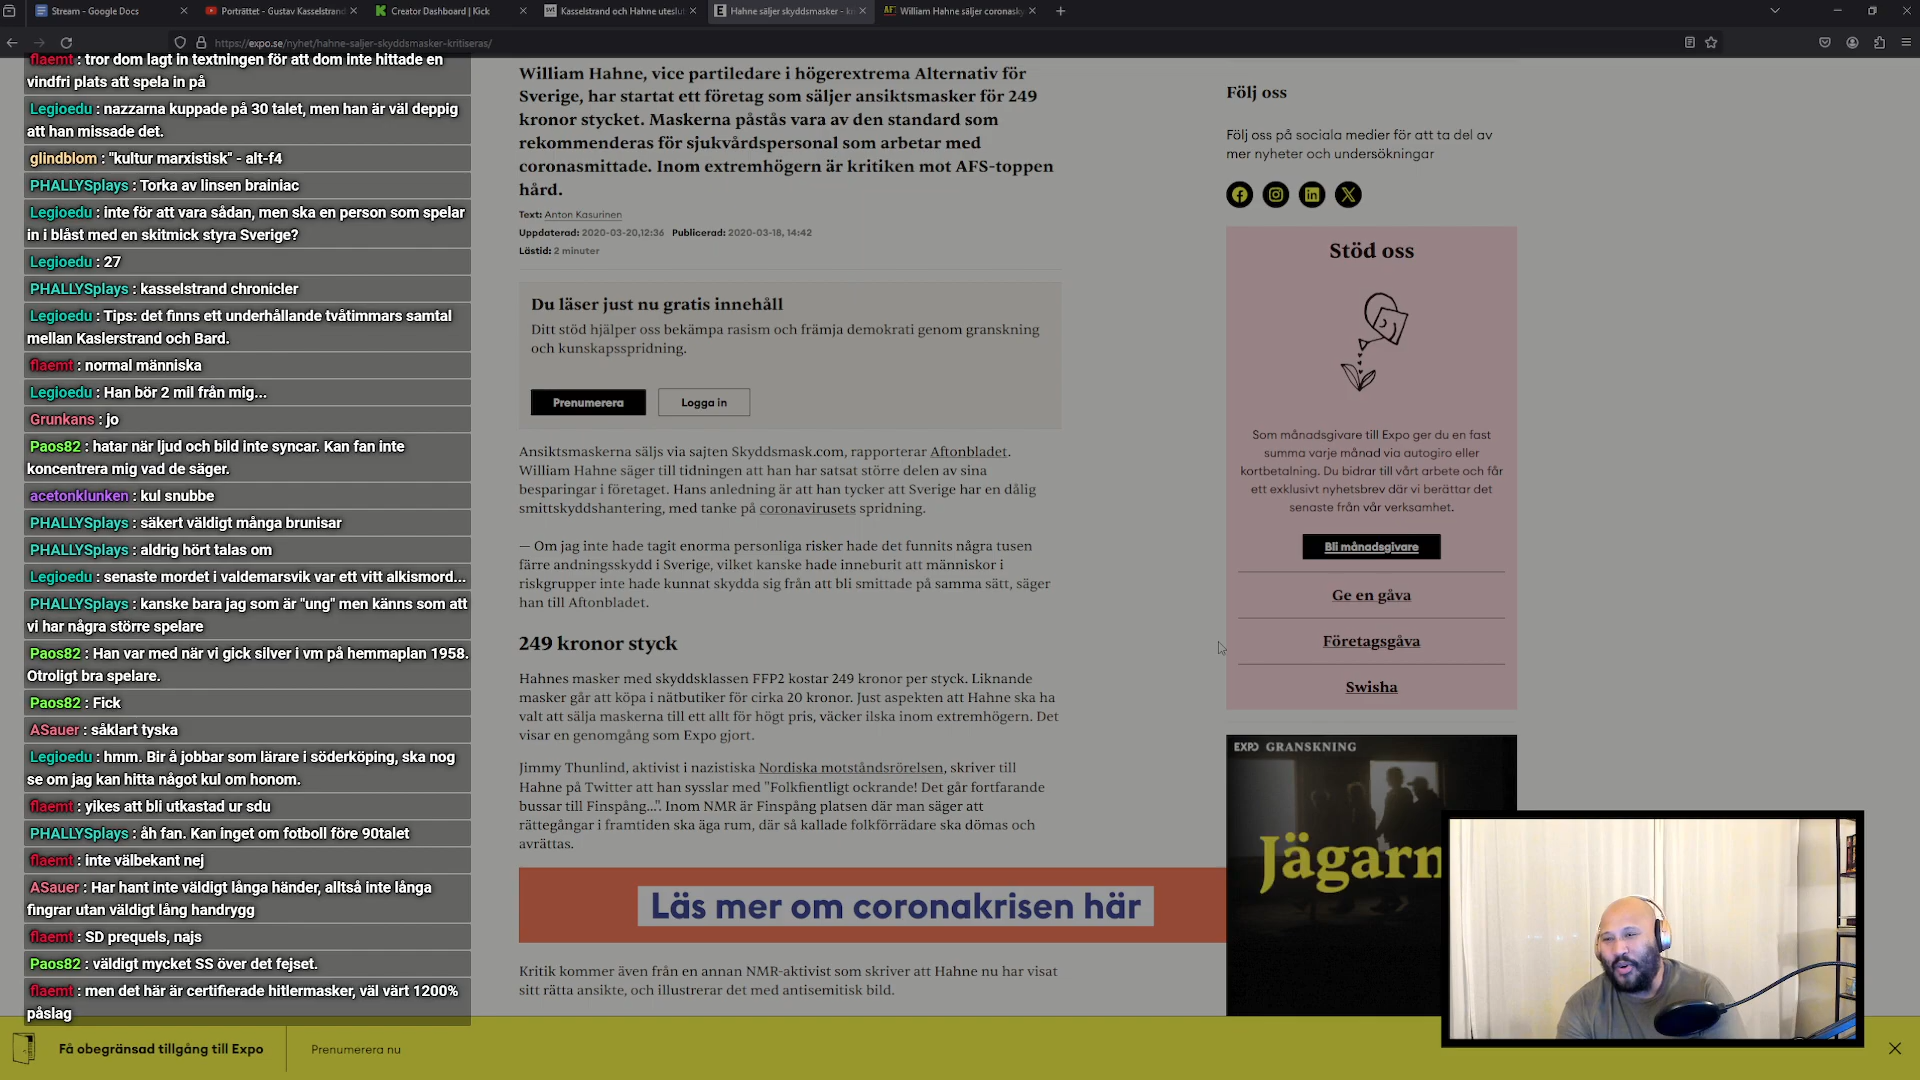 Stream - Google Docs
Porträttet - Gustav Kasselstrand
Creator Dashboard | Kick
Kasselstrand och Hahne uteslut
Hahne säljer skyddsmasker - kr
William Hahne säljer coronask
https://expo.se/nyhet/hahne-saljer-skyddsmasker-kritiseras/
flaemt : tror dom lagt in textningen för att dom inte hittade en
vindfri plats att spela in på
Legioedu : nazzarna kuppade på 30 talet, men han är väl deppig
att han missade det.
glindblom : "kultur marxistisk" - alt-f4
PHALLYSplays : Torka av linsen brainiac
Legioedu : inte för att vara sådan, men ska en person som spelar
in i blåst med en skitmick styra Sverige?
Legioedu : 27
PHALLYSplays : kasselstrand chronicler
Legioedu : Tips: det finns ett underhållande tvåtimmars samtal
mellan Kaslerstrand och Bard.
flaemt : normal människa
Legioedu : Han bör 2 mil från mig...
Grunkans : jo
Paos82 : hatar när ljud och bild inte syncar. Kan fan inte
koncentrera mig vad de säger.
acetonklunken : kul snubbe
PHALLYSplays : säkert väldigt många brunisar
PHALLYSplays : aldrig hört talas om
Legioedu : senaste mordet i valdemarsvik var ett vitt alkismord...
PHALLYSplays : kanske bara jag som är "ung" men känns som att
vi har några större spelare
Paos82 : Han var med när vi gick silver i vm på hemmaplan 1958.
Otroligt bra spelare.
Paos82 : Fick
ASauer : såklart tyska
Legioedu : hmm. Bir å jobbar som lärare i söderköping, ska nog
se om jag kan hitta något kul om honom.
flaemt : yikes att bli utkastad ur sdu
PHALLYSplays : åh fan. Kan inget om fotboll före 90talet
flaemt : inte välbekant nej
ASauer : Har hant inte väldigt långa händer, alltså inte långa
fingrar utan väldigt lång handrygg
flaemt : SD prequels, najs
Paos82 : väldigt mycket SS över det fejset.
flaemt : men det här är certifierade hitlermasker, väl värt 1200%
påslag
William Hahne, vice partiledare i högerextrema Alternativ för
Sverige, har startat ett företag som säljer ansiktsmasker för 249
kronor stycket. Maskerna påstås vara av den standard som
rekommenderas för sjukvårdspersonal som arbetar med
coronasmittade. Inom extremhögern är kritiken mot AFS-toppen
hård.
Text: Anton Kasurinen
Uppdaterad: 2020-03-20,12:36 Publicerad: 2020-03-18, 14:42
Lästid: 2 minuter
Du läser just nu gratis innehåll
Ditt stöd hjälper oss bekämpa rasism och främja demokrati genom granskning
och kunskapsspridning.
Prenumerera
Logga in
Ansiktsmaskerna säljs via sajten Skyddsmask.com, rapporterar Aftonbladet.
William Hahne säger till tidningen att han har satsat större delen av sina
besparingar i företaget. Hans anledning är att han tycker att Sverige har en dålig
smittskyddshantering, med tanke på coronavirusets spridning.
— Om jag inte hade tagit enorma personliga risker hade det funnits några tusen
färre andningsskydd i Sverige, vilket kanske hade inneburit att människor i
riskgrupper inte hade kunnat skydda sig från att bli smittade på samma sätt, säger
han till Aftonbladet.
249 kronor styck
Hahnes masker med skyddsklassen FFP2 kostar 249 kronor per styck. Liknande
masker går att köpa i nätbutiker för cirka 20 kronor. Just aspekten att Hahne ska ha
valt att sälja maskerna till ett allt för högt pris, väcker ilska inom extremhögern. Det
visar en genomgång som Expo gjort.
Jimmy Thunlind, aktivist i nazistiska Nordiska motståndsrörelsen, skriver till
Hahne på Twitter att han sysslar med "Folkfientligt ockrande! Det går fortfarande
bussar till Finspång...". Inom NMR är Finspång platsen där man säger att
rättegångar i framtiden ska äga rum, där så kallade folkförrädare ska dömas och
avrättas.
Läs mer om coronakrisen här
Kritik kommer även från en annan NMR-aktivist som skriver att Hahne nu har visat
sitt rätta ansikte, och illustrerar det med antisemitisk bild.
Följ oss
Följ oss på sociala medier för att ta del av
mer nyheter och undersökningar
Stöd oss
Som månadsgivare till Expo ger du en fast
summa varje månad via autogiro eller
kortbetalning. Du bidrar till vårt arbete och får
ett exklusivt nyhetsbrev där vi berättar det
senaste från vår verksamhet.
Bli månadsgivare
Ge en gåva
Företagsgåva
Swisha
EXPO GRANSKNING
Jägarn
Få obegränsad tillgång till Expo
Prenumerera nu